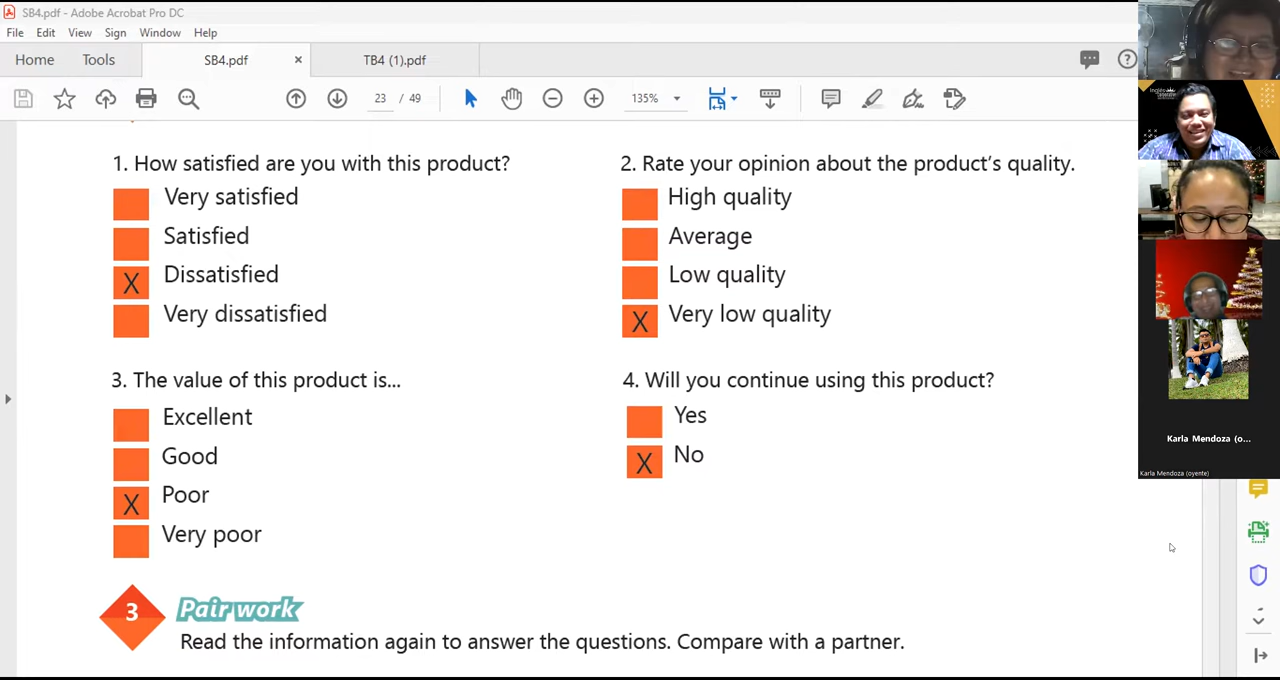 SB4.pdf - Adobe Acrobat Pro DC
File Edit View Sign Window Help
Home Tools SB4.pdf × TB4 (1).pdf
23 / 49 135%
1. How satisfied are you with this product?
Very satisfied
Satisfied
X Dissatisfied
Very dissatisfied
2. Rate your opinion about the product's quality.
High quality
Average
Low quality
X Very low quality
3. The value of this product is...
Excellent
Good
X Poor
Very poor
4. Will you continue using this product?
Yes
X No
3 Pair work
Read the information again to answer the questions. Compare with a partner.
Karla Mendoza (o...
Karla Mendoza (oyente)